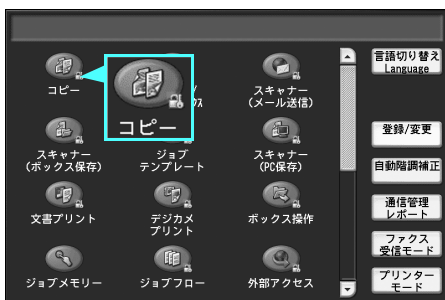 コピー
コピー
スキャナー
(メール送信)
言語切り替え
Language
スキャナー
(ボックス保存)
ジョブ
テンプレート
スキャナー
(PC保存)
登録/変更
自動階調補正
文書プリント
デジカメ
プリント
ボックス操作
通信管理
レポート
ファクス
受信モード
ジョブメモリー
ジョブフロー
外部アクセス
プリンター
モード